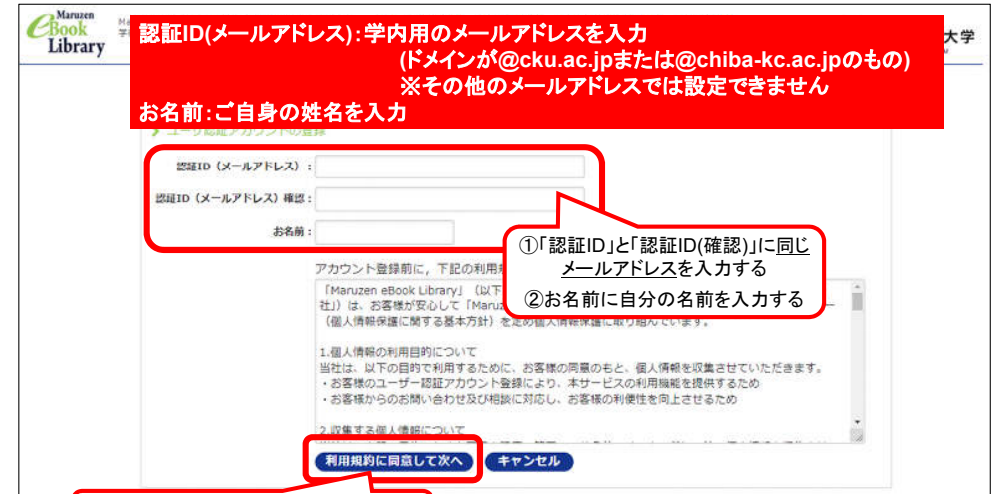 Maruzen
eBook
Library
大学
認証ID(メールアドレス):学内用のメールアドレスを入力
(ドメインが@cku.ac.jpまたは@chiba-kc.ac.jpのもの)
※その他のメールアドレスでは設定できません
お名前:ご自身の姓名を入力
ユーザ認証アカウントの登録
認証ID(メールアドレス):
認証ID(メールアドレス)確認:
お名前:
①「認証ID」と「認証ID(確認)」に同じ
メールアドレスを入力する
②お名前に自分の名前を入力する
アカウント登録前に，下記の利用
「Maruzen eBook Library」（以下
社」）は、お客様が安心して「Maruz
（個人情報保護に関する基本方針）を定め個人情報保護に取り組んでいます。
1.個人情報の利用目的について
当社は、以下の目的で利用するために、お客様の同意のもと、個人情報を収集させていただきます。
・お客様のユーザー認証アカウント登録により、本サービスの利用機能を提供するため
・お客様からのお問い合わせ及び相談に対応し、お客様の利便性を向上させるため
2.収集する個人情報について
利用規約に同意して次へ
キャンセル